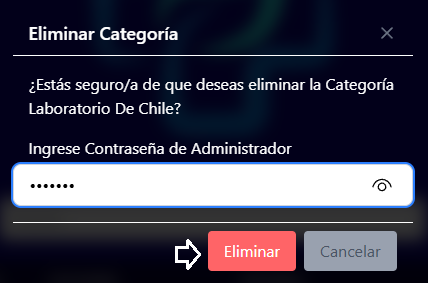 Eliminar Categoría
¿Estás seguro/a de que deseas eliminar la Categoría
Laboratorio De Chile?
Ingrese Contraseña de Administrador
•••••••
Eliminar
Cancelar